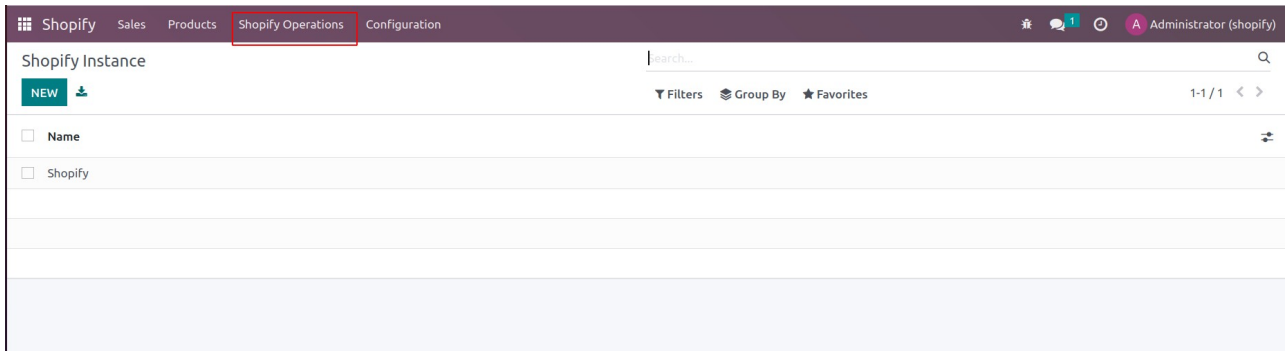 Shopify Sales Products Shopify Operations Configuration 1 A Administrator (shopify)
Shopify Instance Search...
NEW Filters Group By Favorites 1-1 / 1
Name
Shopify